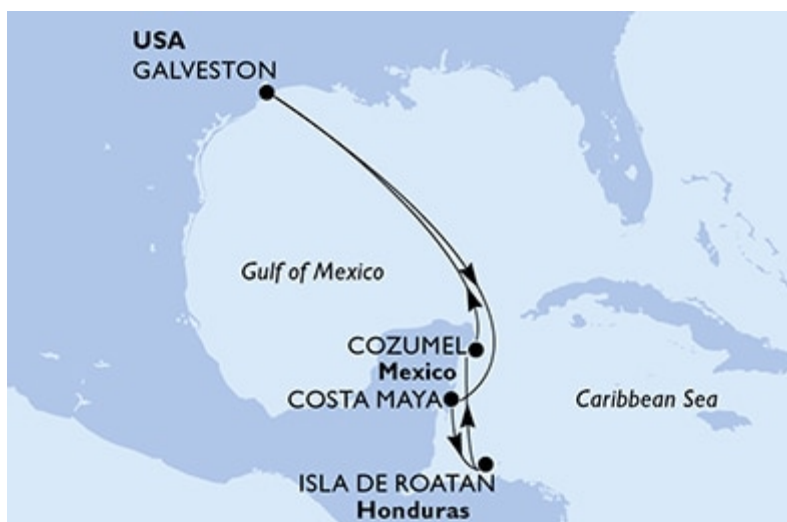 USA
GALVESTON
Gulf of Mexico
COZUMEL
Mexico
COSTA MAYA
Caribbean Sea
ISLA DE ROATAN
Honduras